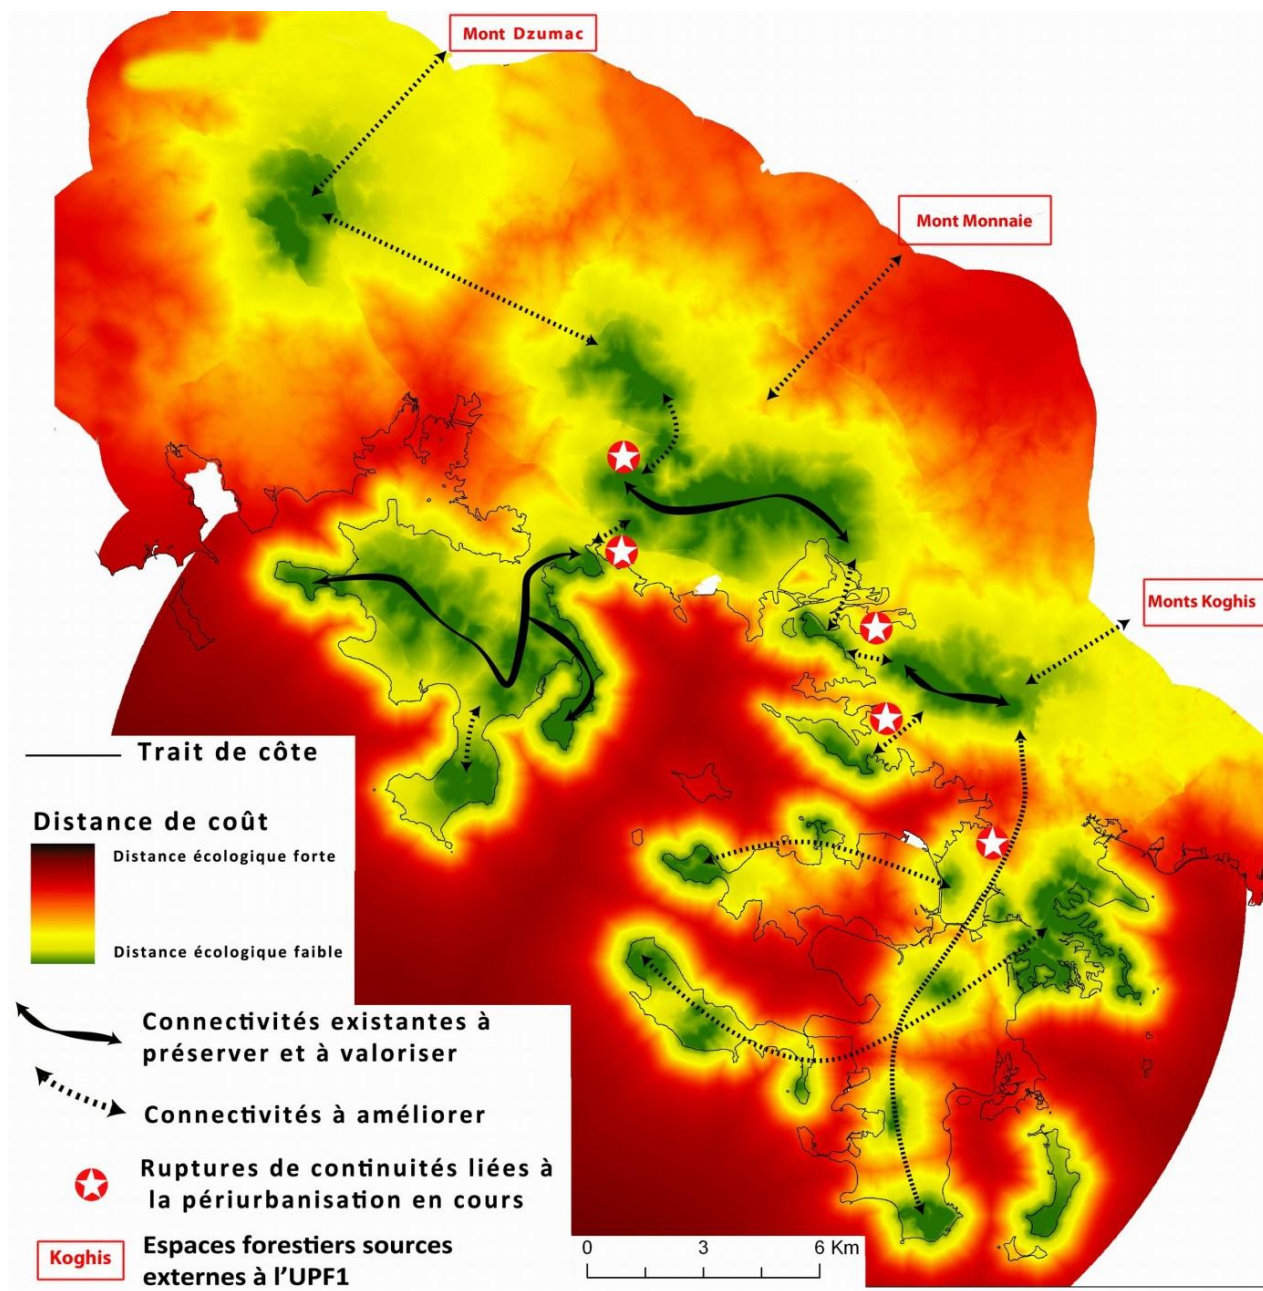 Mont Dzumac
Mont Monnaie
Monts Koghis
Trait de côte
Distance de coût
Distance écologique forte
Distance écologique faible
Connectivités existantes à
préserver et à valoriser
Connectivités à améliorer
Ruptures de continuités liées à
la périurbanisation en cours
Koghis
Espaces forestiers sources
externes à l'UPF1
0 3 6 Km